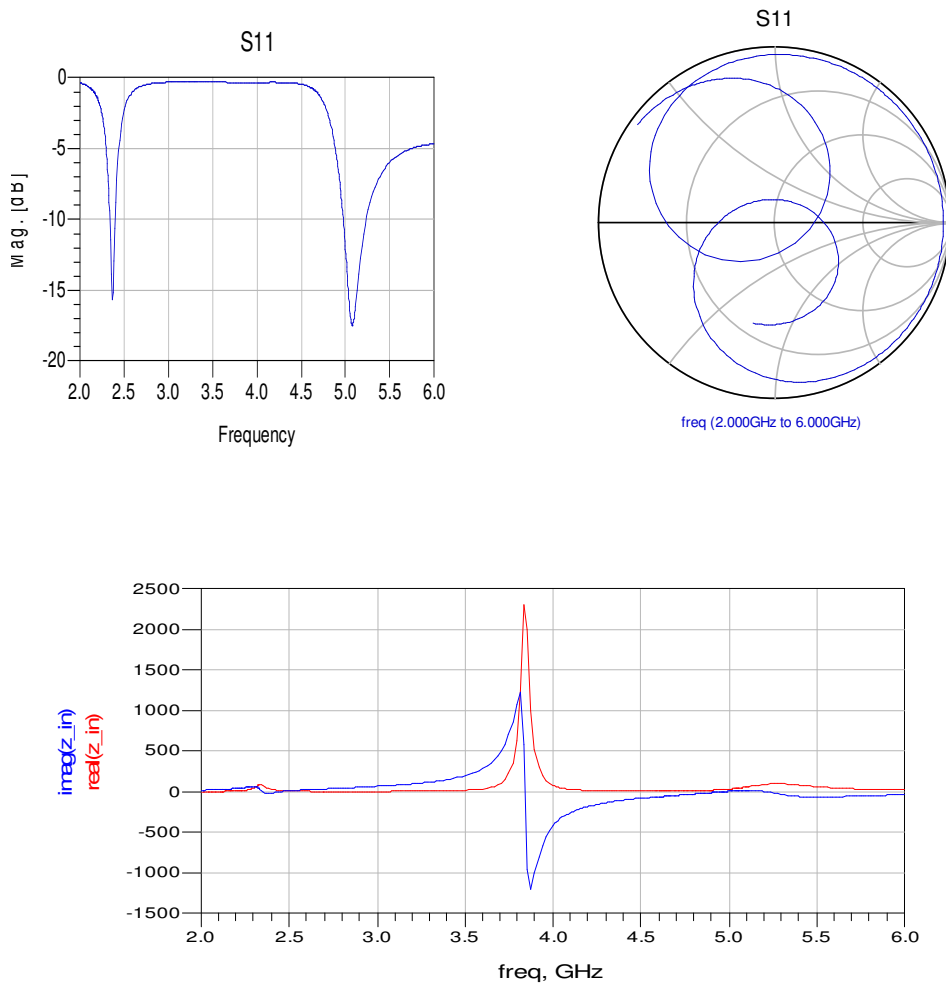 S11
0
-5
-10
-15
-20
Mag. [dB]
2.0 2.5 3.0 3.5 4.0 4.5 5.0 5.5 6.0
Frequency
S11
freq (2.000GHz to 6.000GHz)
2500
2000
1500
1000
500
0
-500
-1000
-1500
imag(z_in)
real(z_in)
2.0 2.5 3.0 3.5 4.0 4.5 5.0 5.5 6.0
freq, GHz